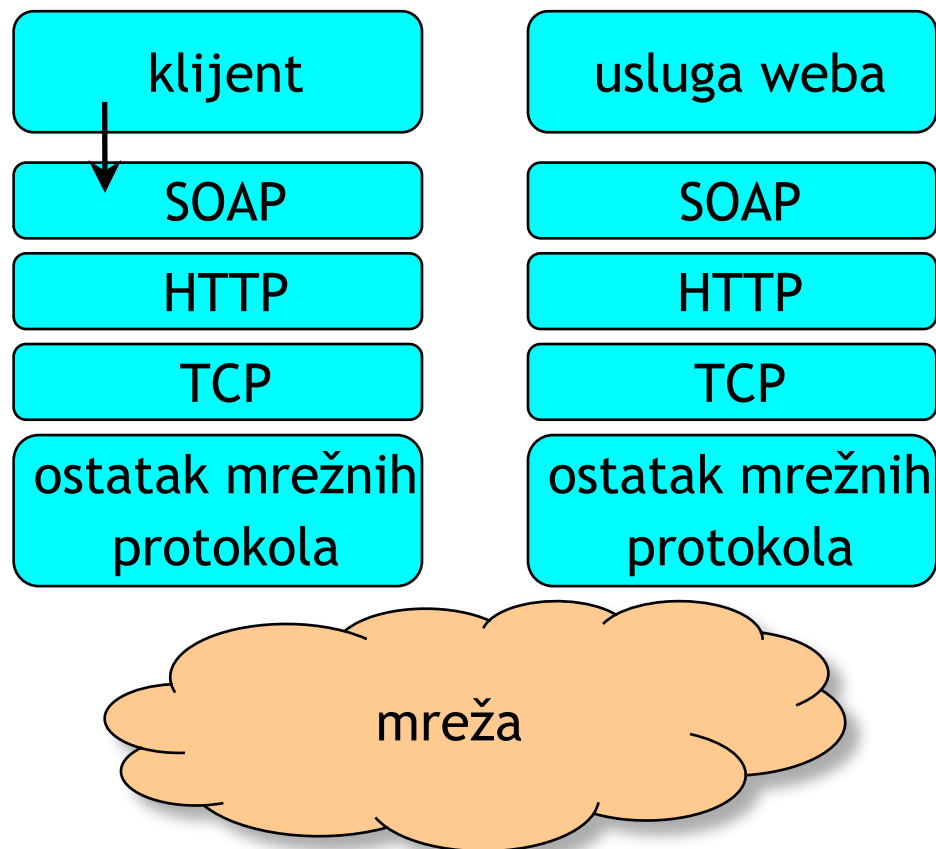 klijent
SOAP
HTTP
TCP
ostatak mrežnih
protokola
usluga weba
SOAP
HTTP
TCP
ostatak mrežnih
protokola
mreža